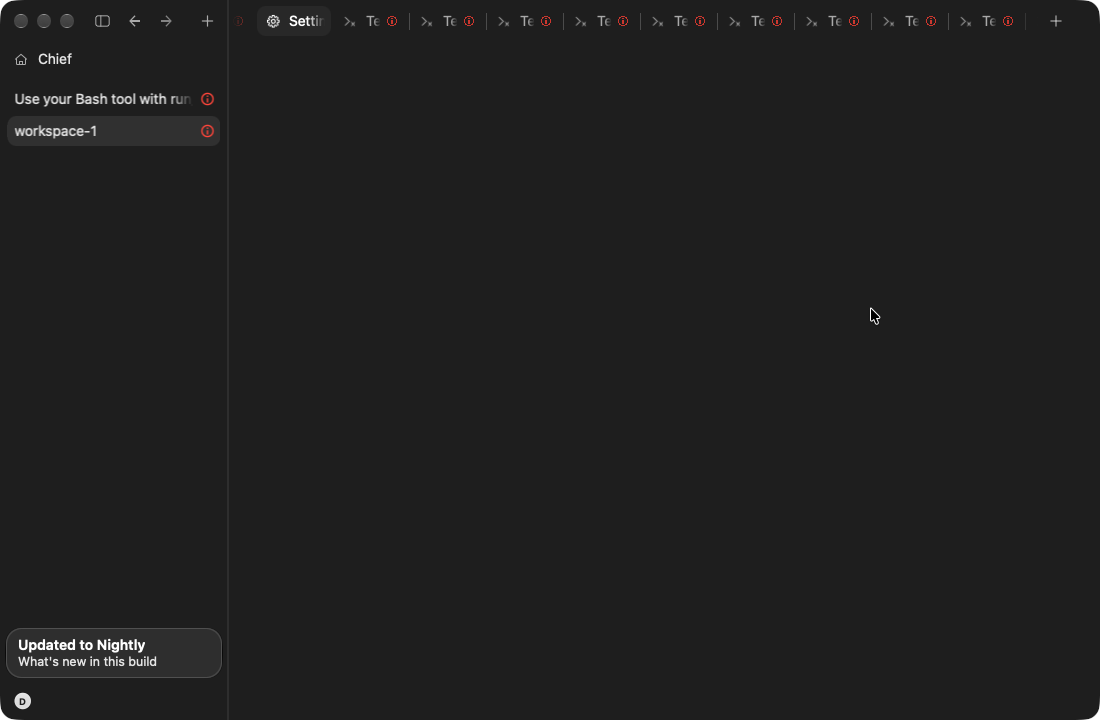 Settin
Te
Te
Te
Te
Te
Te
Te
Te
Te
Chief
Use your Bash tool with run
workspace-1
Updated to Nightly
What's new in this build
D